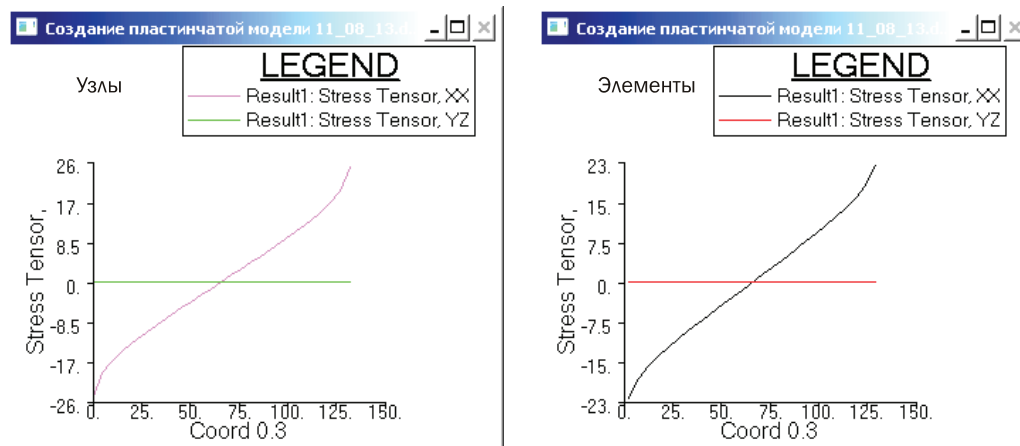 Создание пластинчатой модели 11_08_13.d
Узлы
LEGEND
Result1: Stress Tensor, XX
Result1: Stress Tensor, YZ
Stress Tensor,
26.
17.
8.5
0.
-8.5
-17.
-26.
0. 25. 50. 75. 100. 125. 150.
Coord 0.3
Создание пластинчатой модели 11_08_13.d
Элементы
LEGEND
Result1: Stress Tensor, XX
Result1: Stress Tensor, YZ
Stress Tensor,
23.
15.
7.5
0.
-7.5
-15.
-23.
0. 25. 50. 75. 100. 125. 150.
Coord 0.3